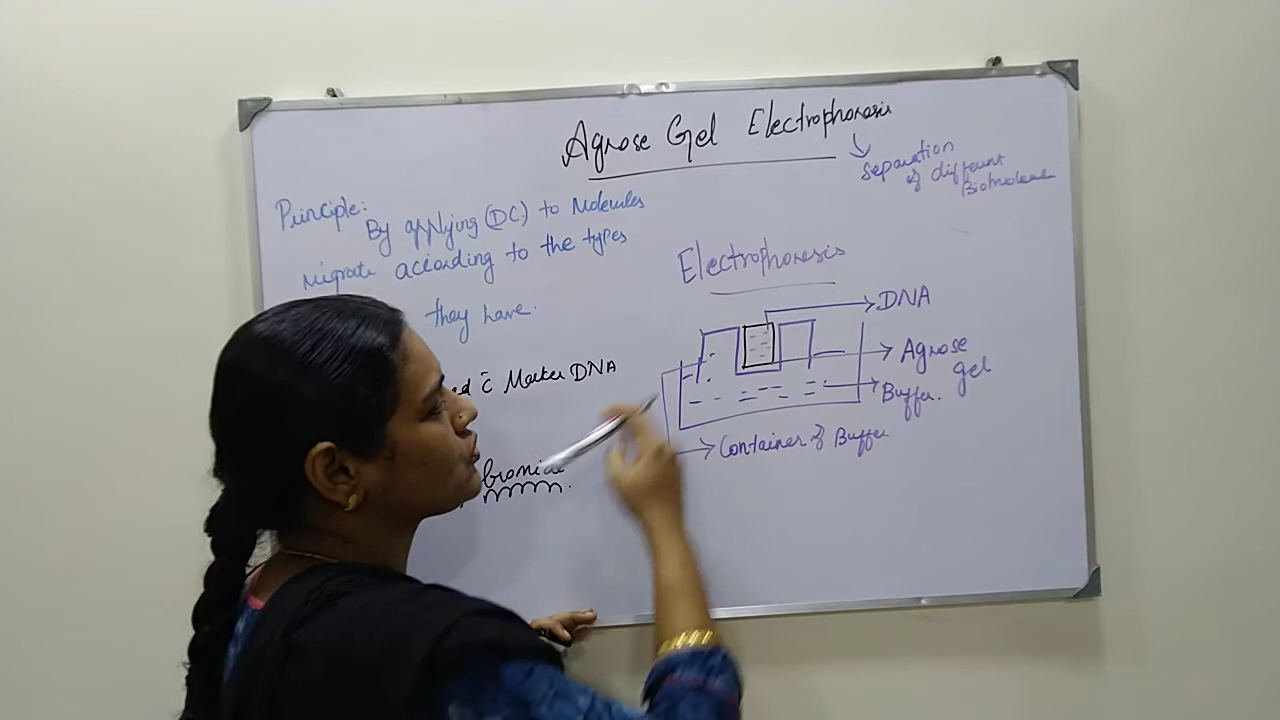 Agrose Gel Electrophoresis
separation
of different
Principle:
By applying (DC) to Molecules
migrate according to the types
they have.
Electrophoresis
DNA
Agrose
gel
Buffer.
Container of Buffer
c̄ Marker DNA
bromide